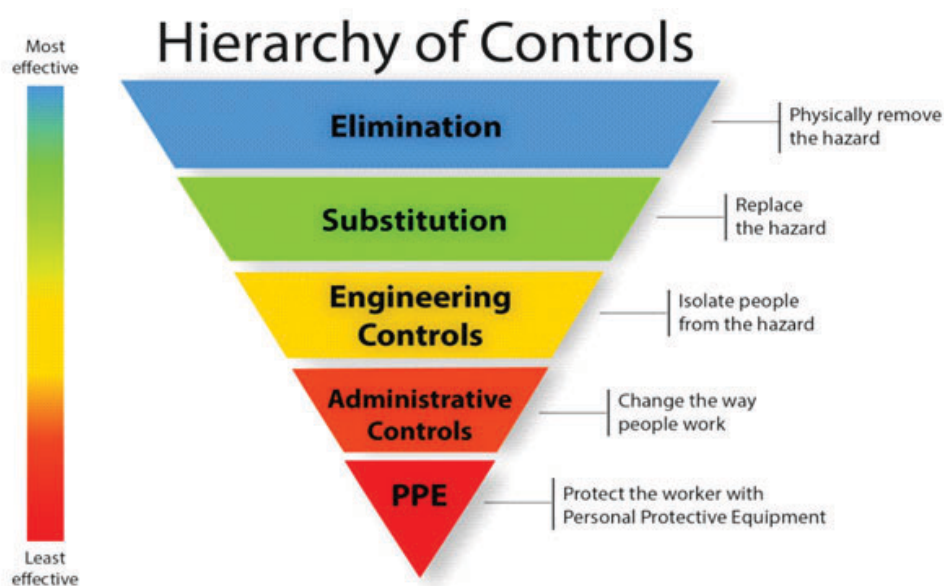 Hierarchy of Controls
Most
effective
Elimination
Physically remove
the hazard
Substitution
Replace
the hazard
Engineering
Controls
Isolate people
from the hazard
Administrative
Controls
Change the way
people work
PPE
Protect the worker with
Personal Protective Equipment
Least
effective